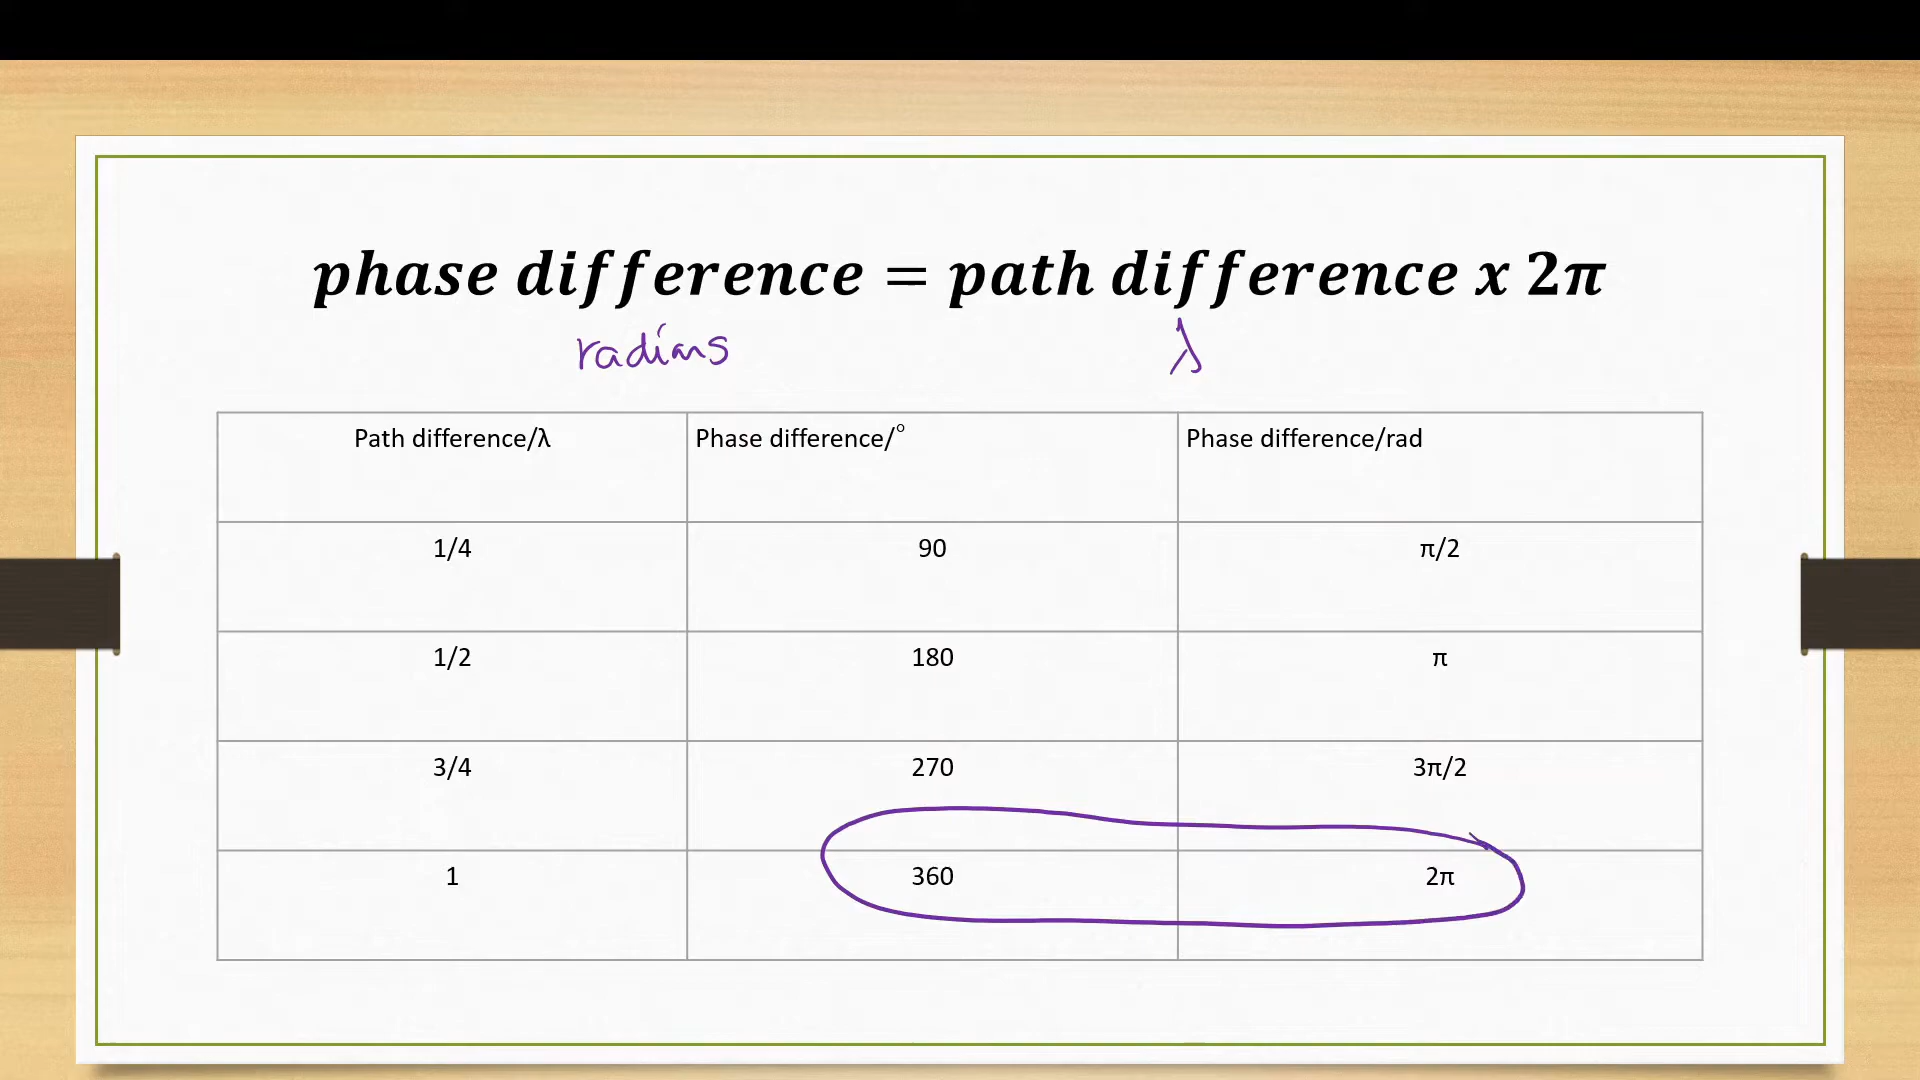 phase difference = path difference x 2π
radians λ
Path difference/λ Phase difference/° Phase difference/rad
1/4 90 π/2
1/2 180 π
3/4 270 3π/2
1 360 2π